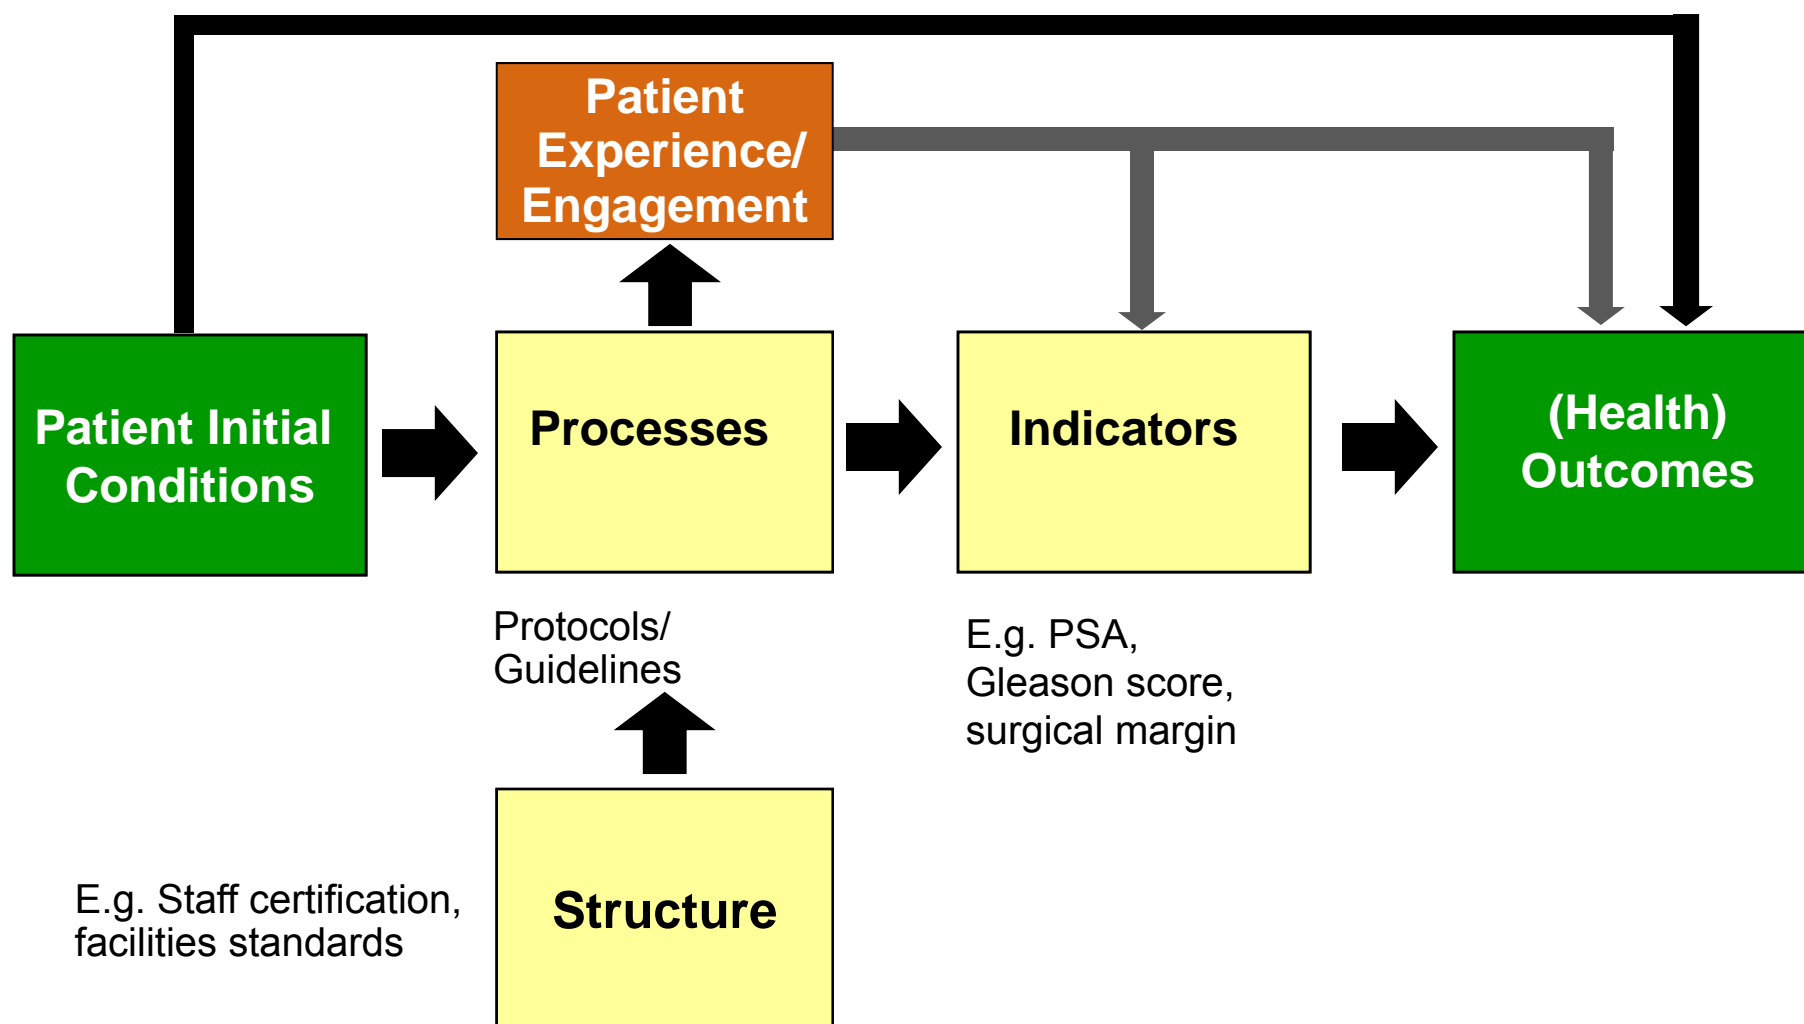 Patient
Experience/
Engagement
Patient Initial
Conditions
Processes
Indicators
(Health)
Outcomes
Protocols/
Guidelines
E.g. PSA,
Gleason score,
surgical margin
E.g. Staff certification,
facilities standards
Structure